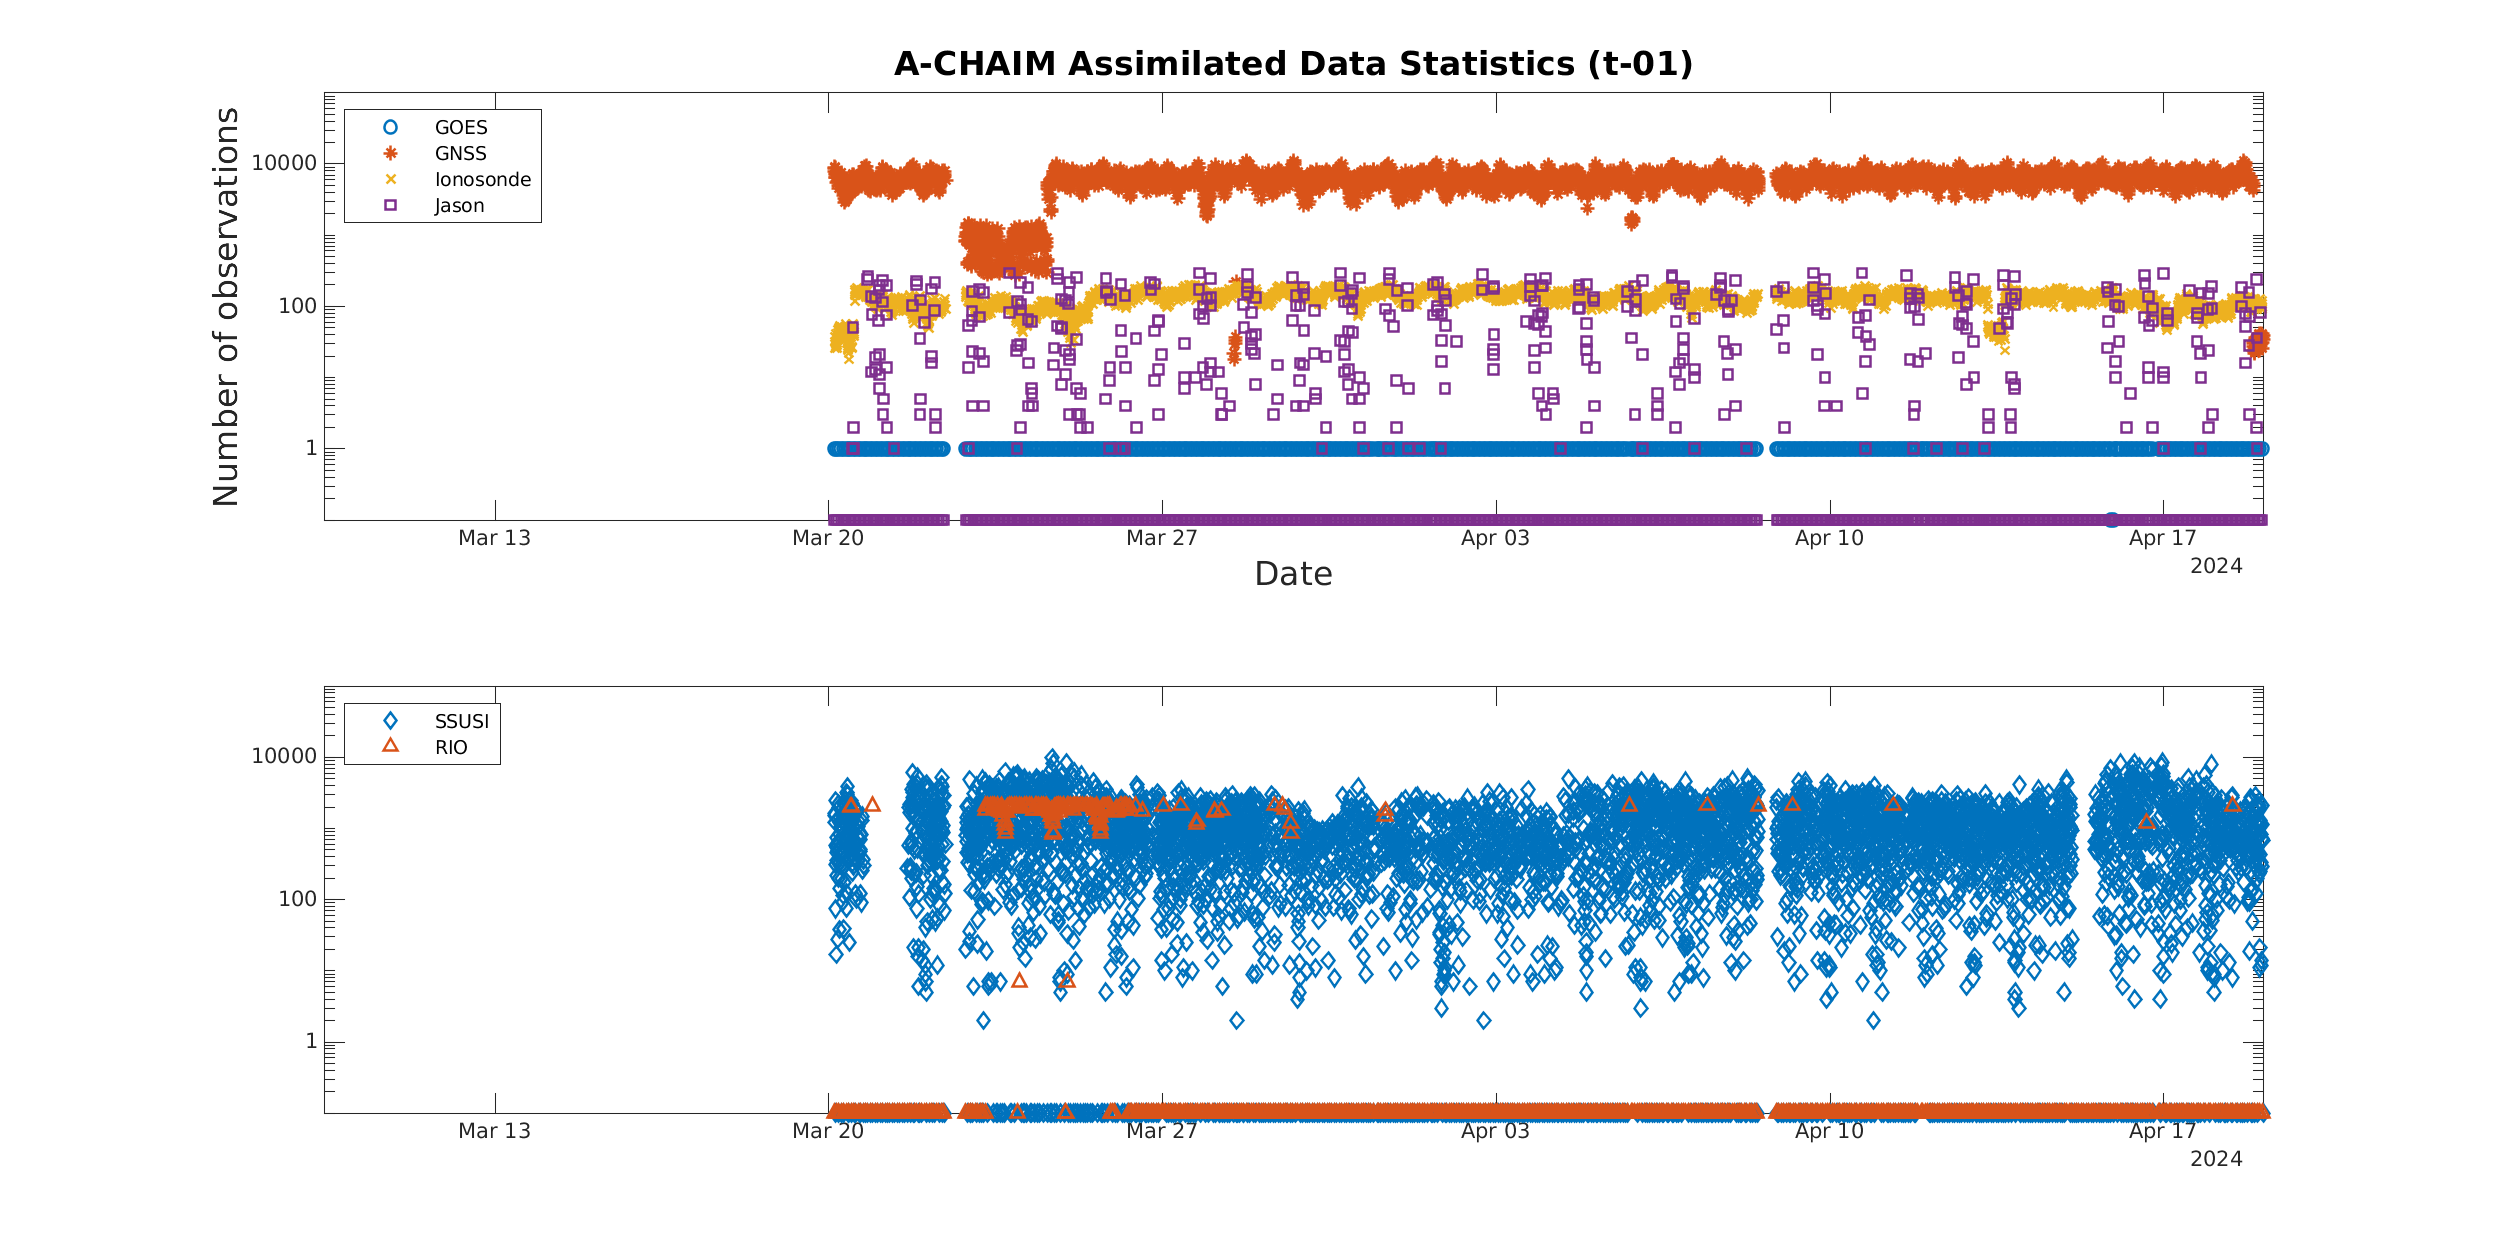 A-CHAIM Assimilated Data Statistics (t-01)
Number of observations
GOES
GNSS
Ionosonde
Jason
10000
100
1
Mar 13 Mar 20 Mar 27 Apr 03 Apr 10 Apr 17
2024
Date
SSUSI
RIO
10000
100
1
Mar 13 Mar 20 Mar 27 Apr 03 Apr 10 Apr 17
2024